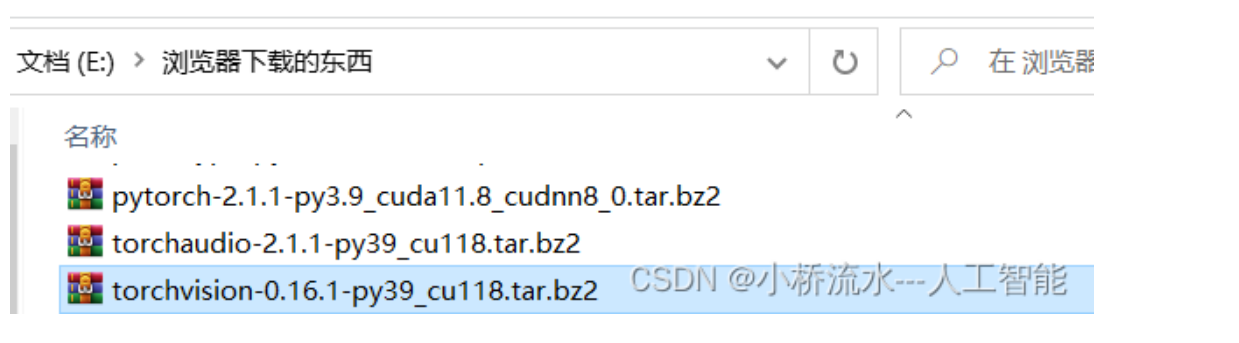 文档 (E:) > 浏览器下载的东西
在 浏览器
名称
pytorch-2.1.1-py3.9_cuda11.8_cudnn8_0.tar.bz2
torchaudio-2.1.1-py39_cu118.tar.bz2
torchvision-0.16.1-py39_cu118.tar.bz2
CSDN @小桥流水---人工智能